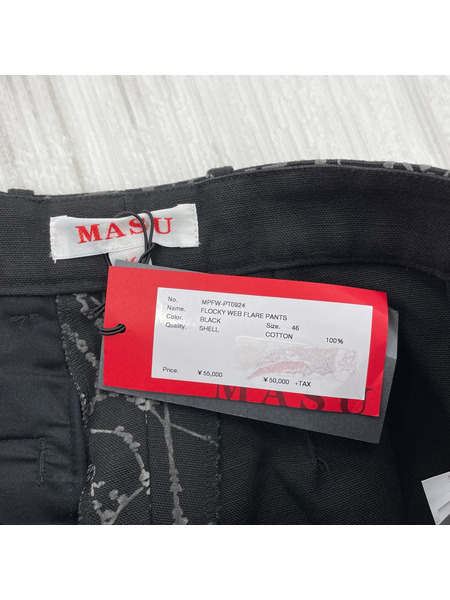 MASU
No. MPFW-PT0924
Name. FLOCKY WEB FLARE PANTS
Color. BLACK Size. 46
Quality. SHELL COTTON 100%
Price. ¥55,000 ¥50,000 +TAX
MASU